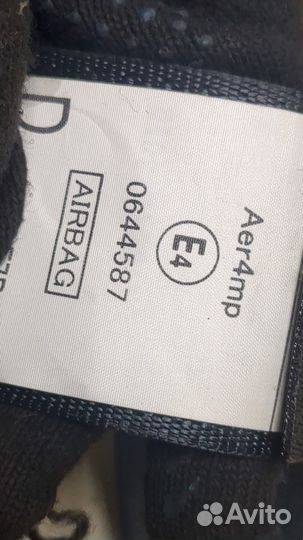 Aer4mp
E4
0644587
AIRBAG
D
Avito